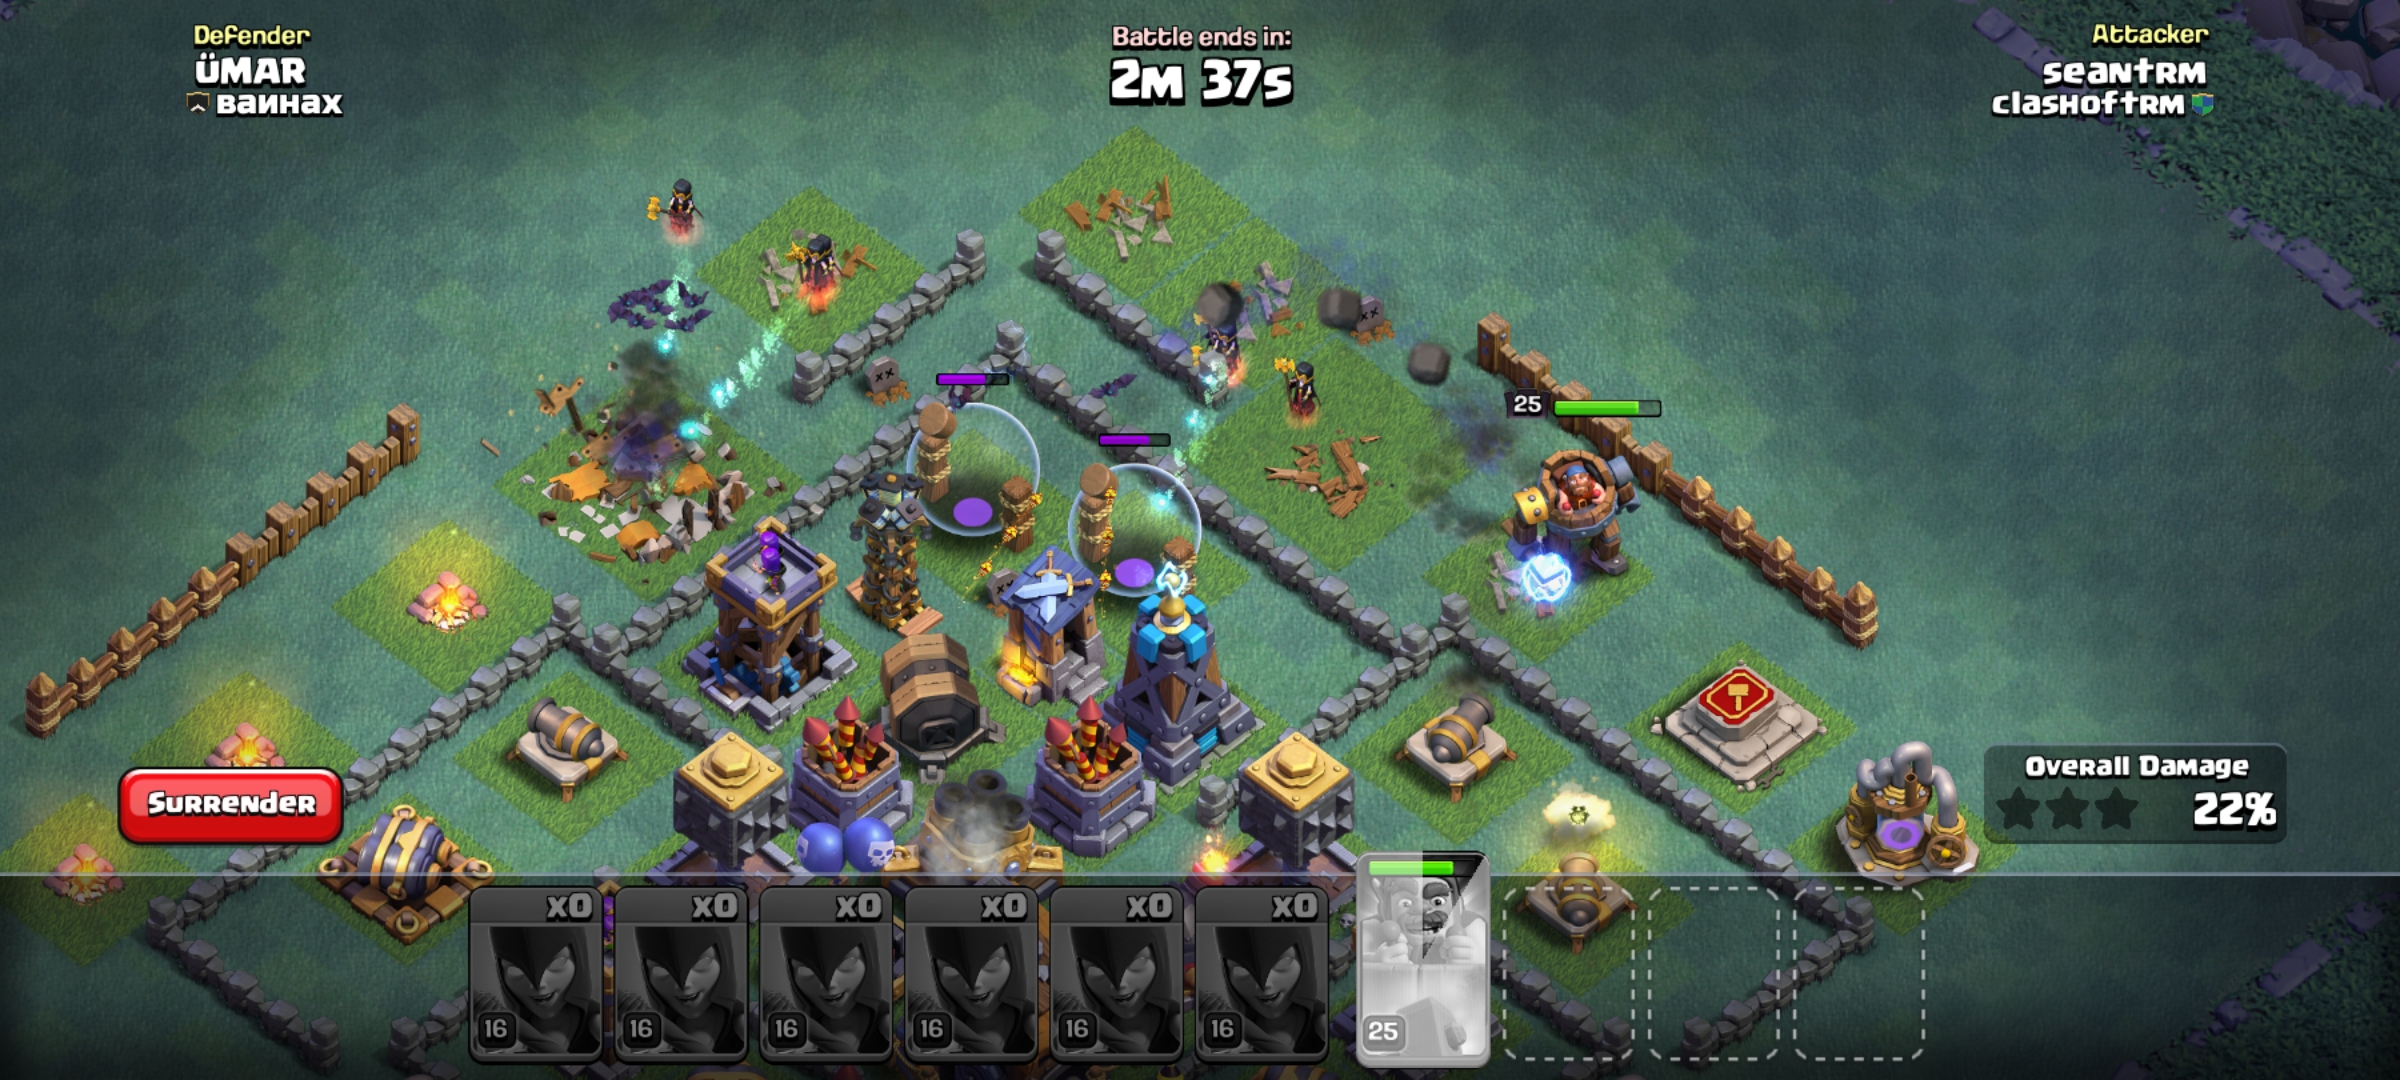 Defender
ÜMAR
ваинах
Battle ends in:
2M 37s
Attacker
seantRM
clashoftRM
25
Surrender
Overall Damage
22%
x0
x0
x0
x0
x0
x0
16
16
16
16
16
16
25